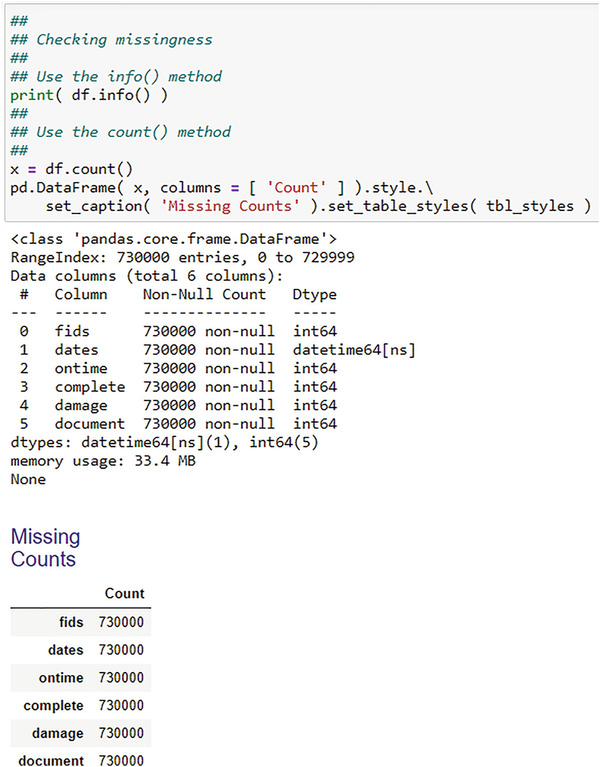 ##
## Checking missingness
##
## Use the info() method
print( df.info() )
##
## Use the count() method
##
x = df.count()
pd.DataFrame( x, columns = [ 'Count' ] ).style.\
    set_caption( 'Missing Counts' ).set_table_styles( tbl_styles )
<class 'pandas.core.frame.DataFrame'>
RangeIndex: 730000 entries, 0 to 729999
Data columns (total 6 columns):
 #   Column    Non-Null Count   Dtype
---  ------    --------------   -----
 0   fids      730000 non-null  int64
 1   dates     730000 non-null  datetime64[ns]
 2   ontime    730000 non-null  int64
 3   complete  730000 non-null  int64
 4   damage    730000 non-null  int64
 5   document  730000 non-null  int64
dtypes: datetime64[ns](1), int64(5)
memory usage: 33.4 MB
None
Missing
Counts
Count
fids 730000
dates 730000
ontime 730000
complete 730000
damage 730000
document 730000